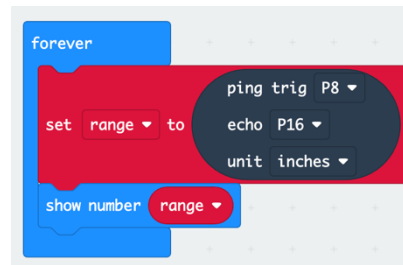 forever
ping trig P8
set range to echo P16
unit inches
show number range